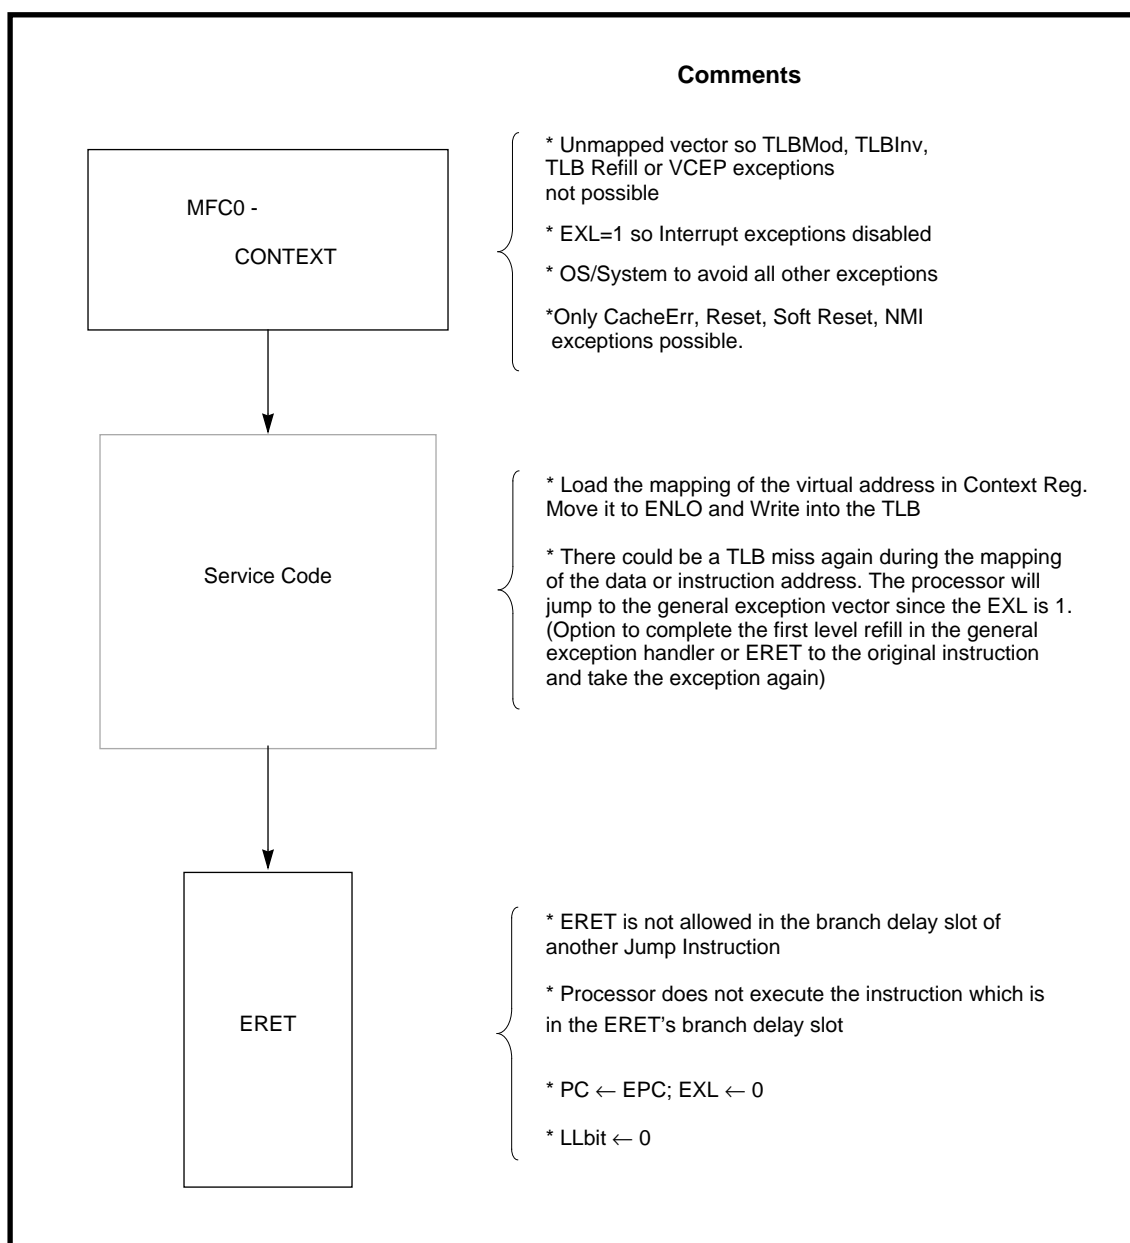 Comments
MFC0 -
CONTEXT
* Unmapped vector so TLBMod, TLBInv,
TLB Refill or VCEP exceptions
not possible
* EXL=1 so Interrupt exceptions disabled
* OS/System to avoid all other exceptions
*Only CacheErr, Reset, Soft Reset, NMI
exceptions possible.
Service Code
* Load the mapping of the virtual address in Context Reg.
Move it to ENLO and Write into the TLB
* There could be a TLB miss again during the mapping
of the data or instruction address. The processor will
jump to the general exception vector since the EXL is 1.
(Option to complete the first level refill in the general
exception handler or ERET to the original instruction
and take the exception again)
ERET
* ERET is not allowed in the branch delay slot of
another Jump Instruction
* Processor does not execute the instruction which is
in the ERET’s branch delay slot
* PC ← EPC; EXL ← 0
* LLbit ← 0